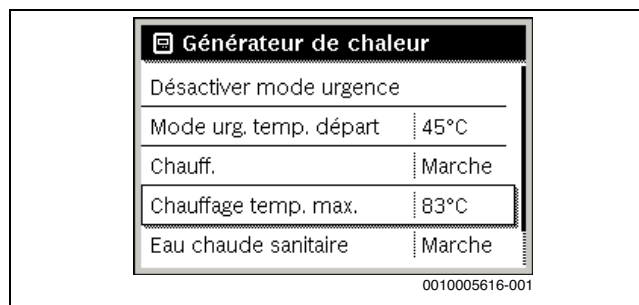 Générateur de chaleur
Désactiver mode urgence
Mode urg. temp. départ 45°C
Chauff. Marche
Chauffage temp. max. 83°C
Eau chaude sanitaire Marche
0010005616-001